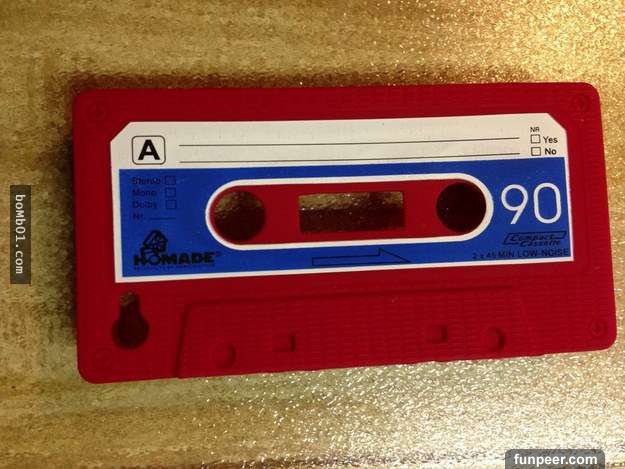 A
NR
Yes
No
Stereo
Mono
Dolby
Nr.
90
Compact
Cassette
HOMADE®
2 x 45 MIN LOW-NOISE
boMb01.com
funpeer.com